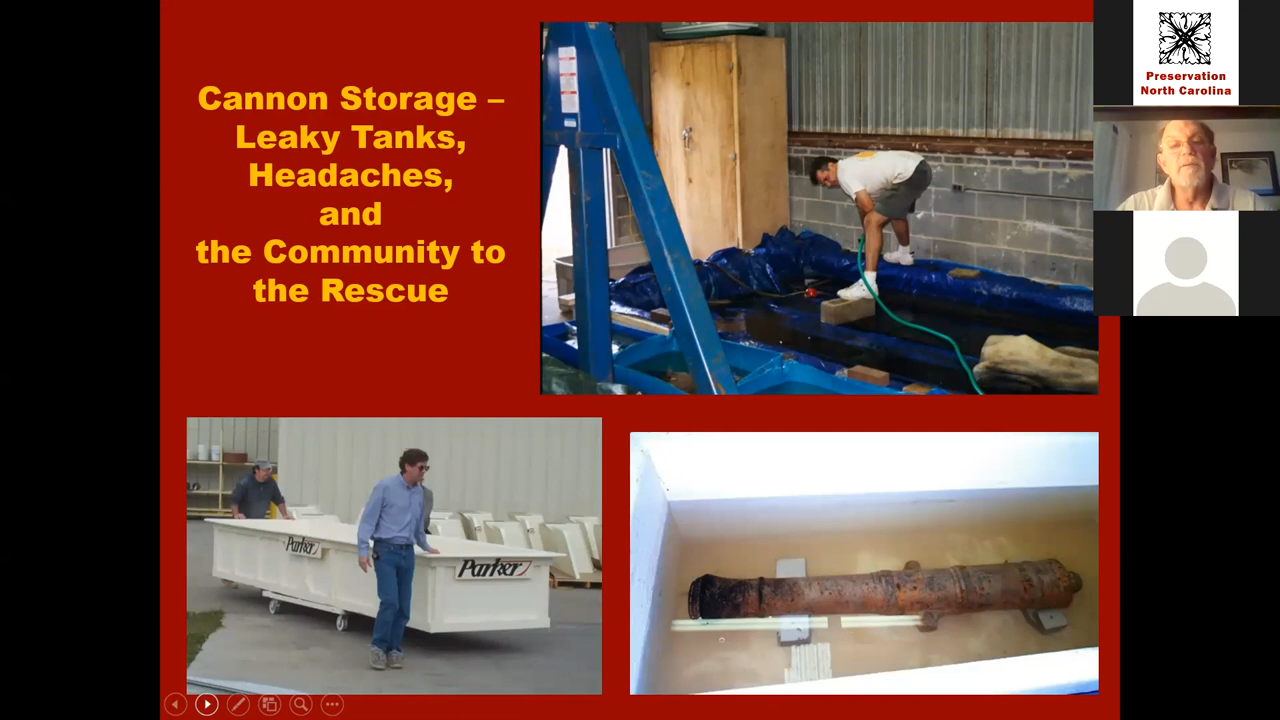 Cannon Storage –
Leaky Tanks,
Headaches,
and
the Community to
the Rescue
Preservation
North Carolina
Parker
Parker